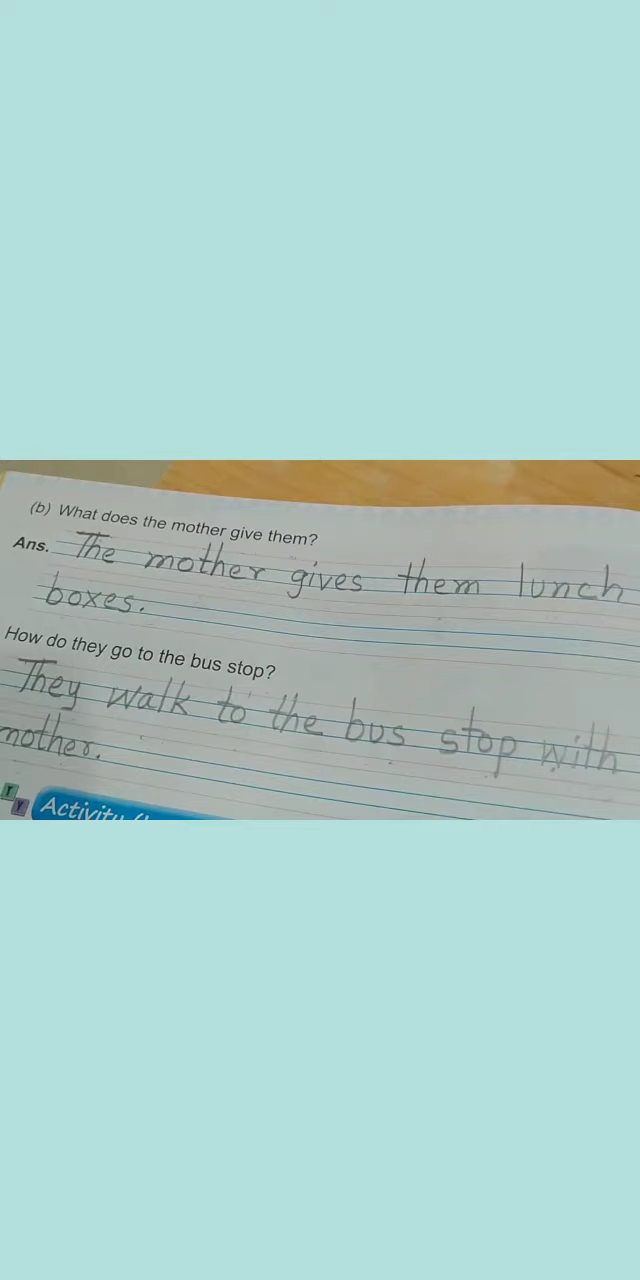 (b) What does the mother give them?
Ans. The mother gives them lunch
boxes.
How do they go to the bus stop?
They walk to the bus stop with
mother.
Activity